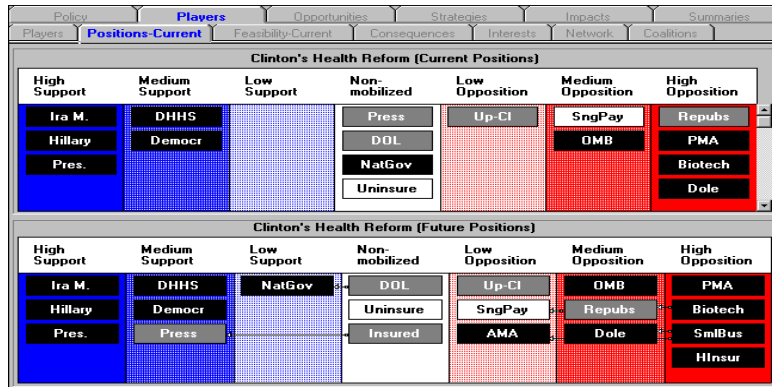 Policy Players Opportunities Strategies Impacts Summaries
Players Positions-Current Feasibility-Current Consequences Interests Network Coalitions
Clinton's Health Reform (Current Positions)
High Support Medium Support Low Support Non-mobilized Low Opposition Medium Opposition High Opposition
Ira M. DHHS Press Up-CI SngPay Repubs
Hillary Democr DOL OMB PMA
Pres. NatGov Biotech
Uninsure Dole
Clinton's Health Reform (Future Positions)
High Support Medium Support Low Support Non-mobilized Low Opposition Medium Opposition High Opposition
Ira M. DHHS NatGov DOL Up-CI OMB PMA
Hillary Democr Uninsure SngPay Repubs Biotech
Pres. Press Insured AMA Dole SmlBus
HInsur